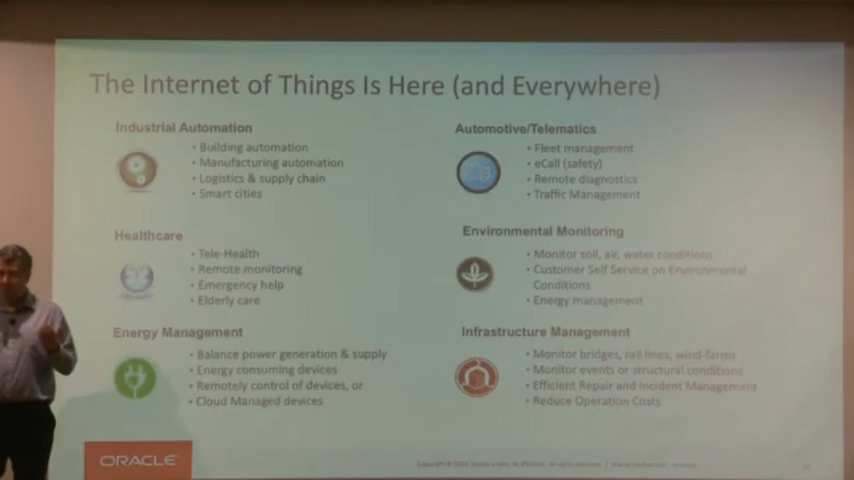 The Internet of Things Is Here (and Everywhere)
Industrial Automation
• Building automation
• Manufacturing automation
• Logistics & supply chain
• Smart cities
Healthcare
• Tele-Health
• Remote monitoring
• Emergency help
• Elderly care
Energy Management
• Balance power generation & supply
• Energy consuming devices
• Remotely control of devices, or
• Cloud Managed devices
Automotive/Telematics
• Fleet management
• eCall (safety)
• Remote diagnostics
• Traffic Management
Environmental Monitoring
• Monitor soil, air, water conditions
• Customer Self Service on Environmental
Conditions
• Energy management
Infrastructure Management
• Monitor bridges, rail lines, wind-farms
• Monitor events or structural conditions
• Efficient Repair and Incident Management
• Reduce Operation Costs
ORACLE